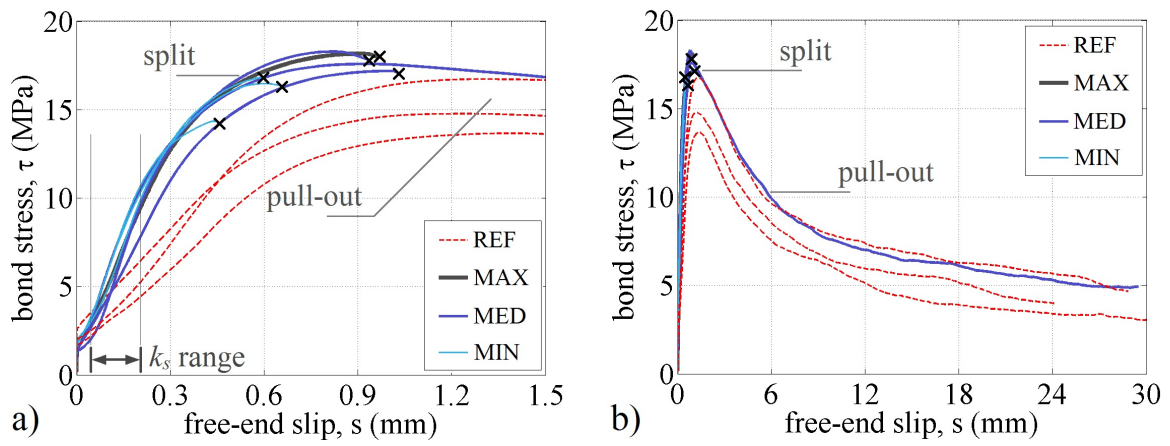 20
15
10
5
0
bond stress, τ (MPa)
split
pull-out
REF
MAX
MED
MIN
kₛ range
0
0.3
0.6
0.9
1.2
1.5
free-end slip, s (mm)
a)
20
15
10
5
0
bond stress, τ (MPa)
split
pull-out
REF
MAX
MED
MIN
0
6
12
18
24
30
free-end slip, s (mm)
b)